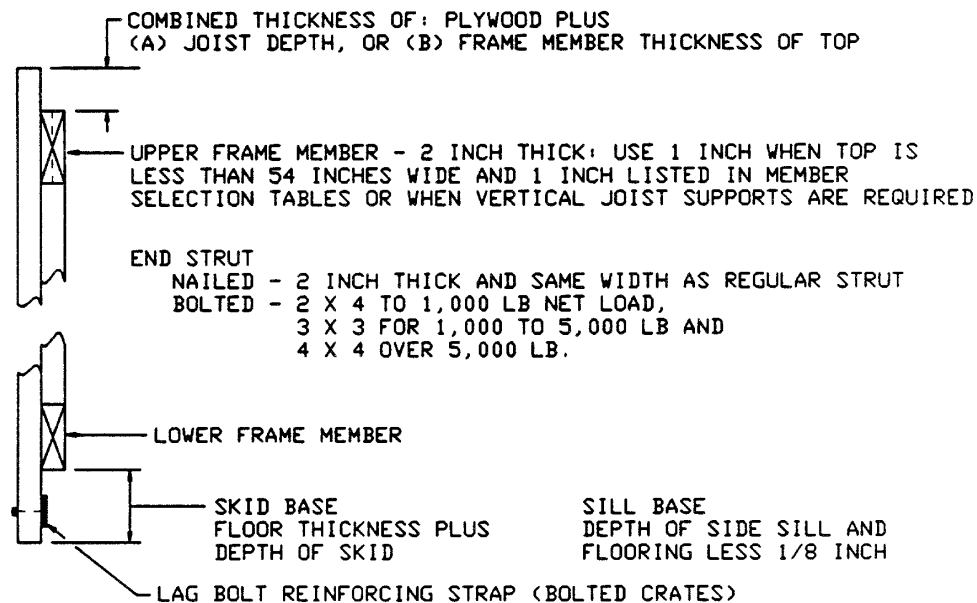 COMBINED THICKNESS OF: PLYWOOD PLUS
(A) JOIST DEPTH, OR (B) FRAME MEMBER THICKNESS OF TOP
UPPER FRAME MEMBER - 2 INCH THICK: USE 1 INCH WHEN TOP IS
LESS THAN 54 INCHES WIDE AND 1 INCH LISTED IN MEMBER
SELECTION TABLES OR WHEN VERTICAL JOIST SUPPORTS ARE REQUIRED
END STRUT
NAILED - 2 INCH THICK AND SAME WIDTH AS REGULAR STRUT
BOLTED - 2 X 4 TO 1,000 LB NET LOAD,
3 X 3 FOR 1,000 TO 5,000 LB AND
4 X 4 OVER 5,000 LB.
LOWER FRAME MEMBER
SKID BASE
FLOOR THICKNESS PLUS
DEPTH OF SKID
SILL BASE
DEPTH OF SIDE SILL AND
FLOORING LESS 1/8 INCH
LAG BOLT REINFORCING STRAP (BOLTED CRATES)